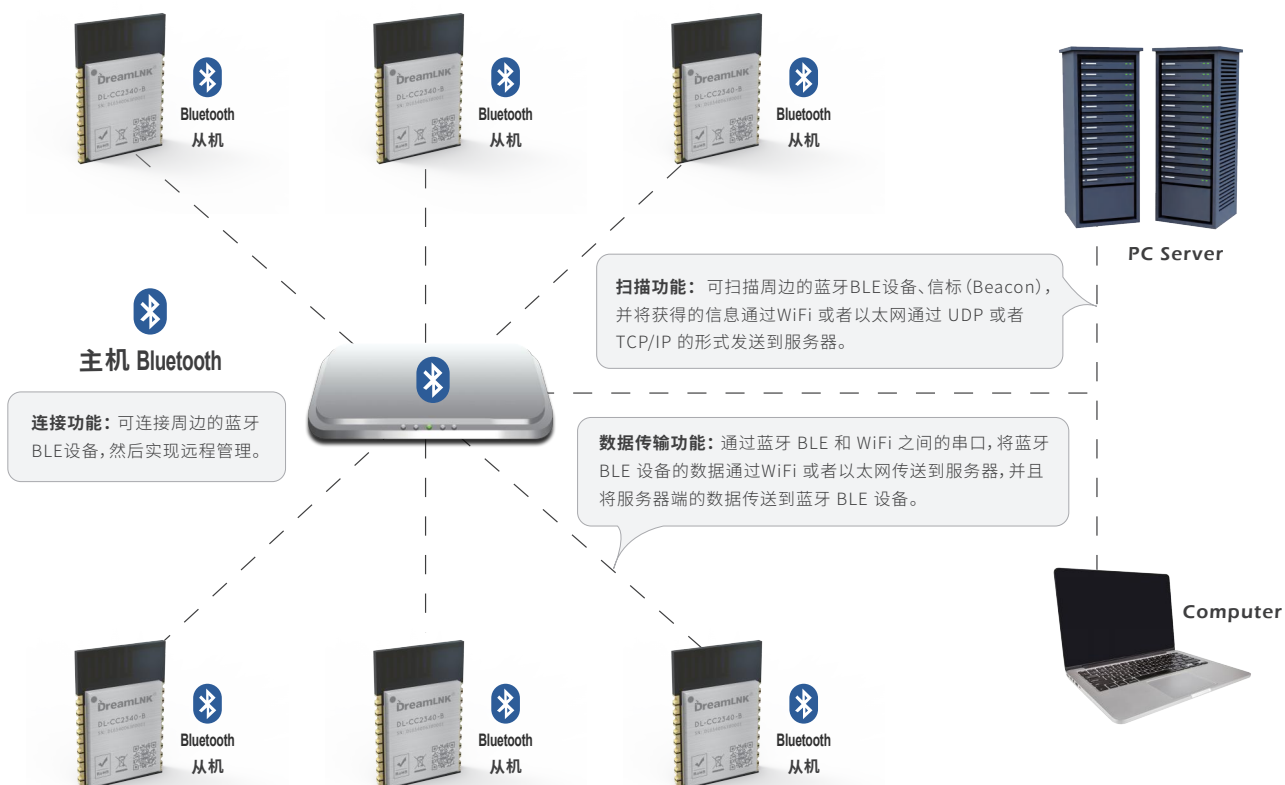 DreamLNK
DL-CC2340-B
Bluetooth
从机
DreamLNK
DL-CC2340-B
Bluetooth
从机
DreamLNK
DL-CC2340-B
Bluetooth
从机
PC Server
扫描功能：可扫描周边的蓝牙BLE设备、信标（Beacon），
并将获得的信息通过WiFi 或者以太网通过 UDP 或者
TCP/IP 的形式发送到服务器。
主机 Bluetooth
连接功能：可连接周边的蓝牙
BLE设备，然后实现远程管理。
数据传输功能：通过蓝牙 BLE 和 WiFi 之间的串口，将蓝牙
BLE 设备的数据通过WiFi 或者以太网传送到服务器，并且
将服务器端的数据传送到蓝牙 BLE 设备。
Computer
DreamLNK
DL-CC2340-B
Bluetooth
从机
DreamLNK
DL-CC2340-B
Bluetooth
从机
DreamLNK
DL-CC2340-B
Bluetooth
从机